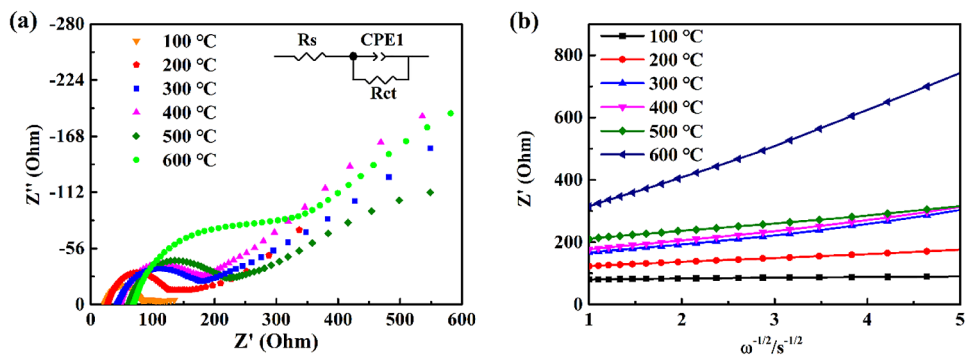 (a)
-280
-224
-168
-112
-56
0
Z'' (Ohm)
100 ℃
200 ℃
300 ℃
400 ℃
500 ℃
600 ℃
Rs
CPE1
Rct
0 100 200 300 400 500 600
Z' (Ohm)
(b)
800
600
400
200
0
Z' (Ohm)
100 ℃
200 ℃
300 ℃
400 ℃
500 ℃
600 ℃
1 2 3 4 5
ω-1/2/s-1/2